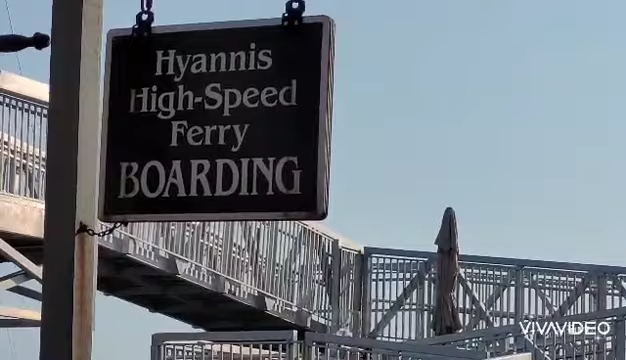 Hyannis
High-Speed
Ferry
BOARDING
VIVAVIDEO